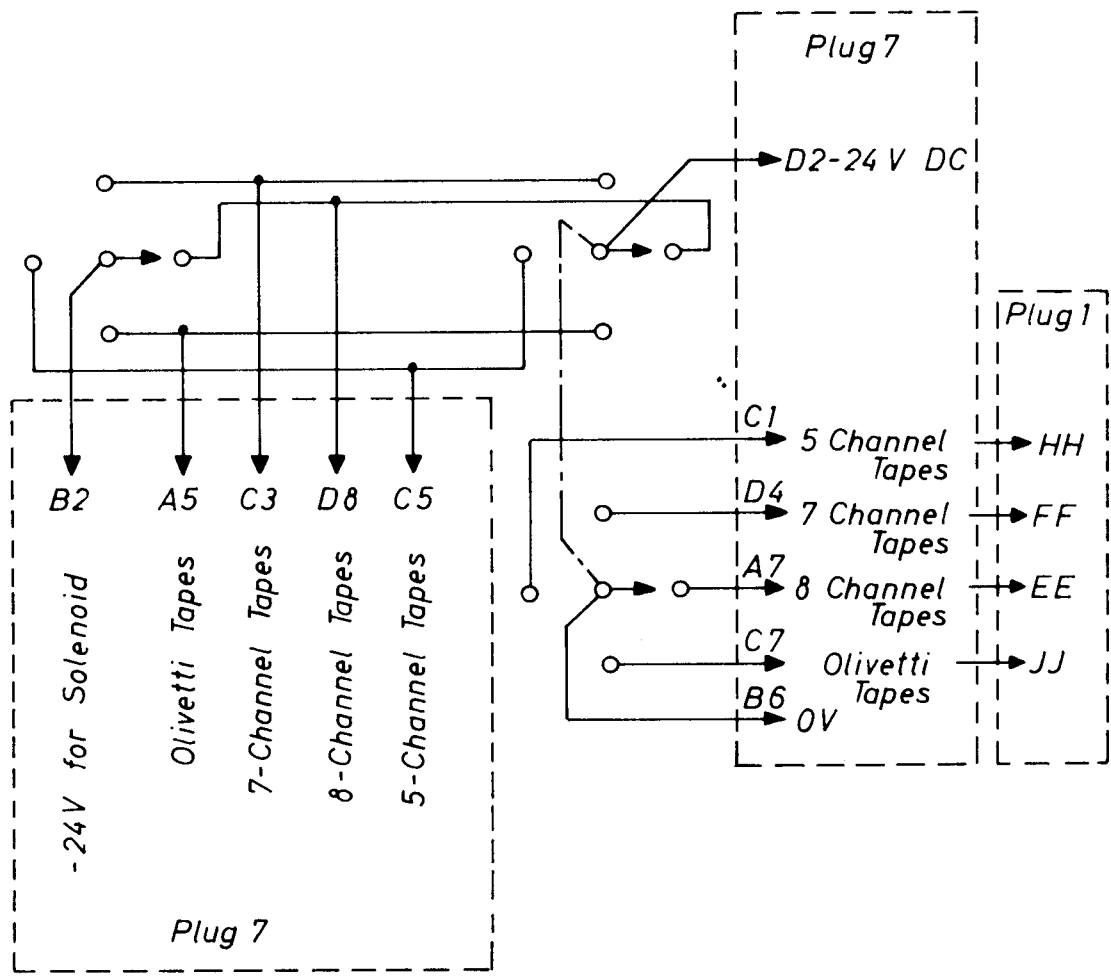 Plug 7
D2-24V DC
Plug 1
C1
5 Channel
Tapes
HH
D4
7 Channel
Tapes
FF
A7
8 Channel
Tapes
EE
C7
Olivetti
Tapes
JJ
B6
0V
B2
A5
C3
D8
C5
-24V for Solenoid
Olivetti Tapes
7-Channel Tapes
8-Channel Tapes
5-Channel Tapes
Plug 7